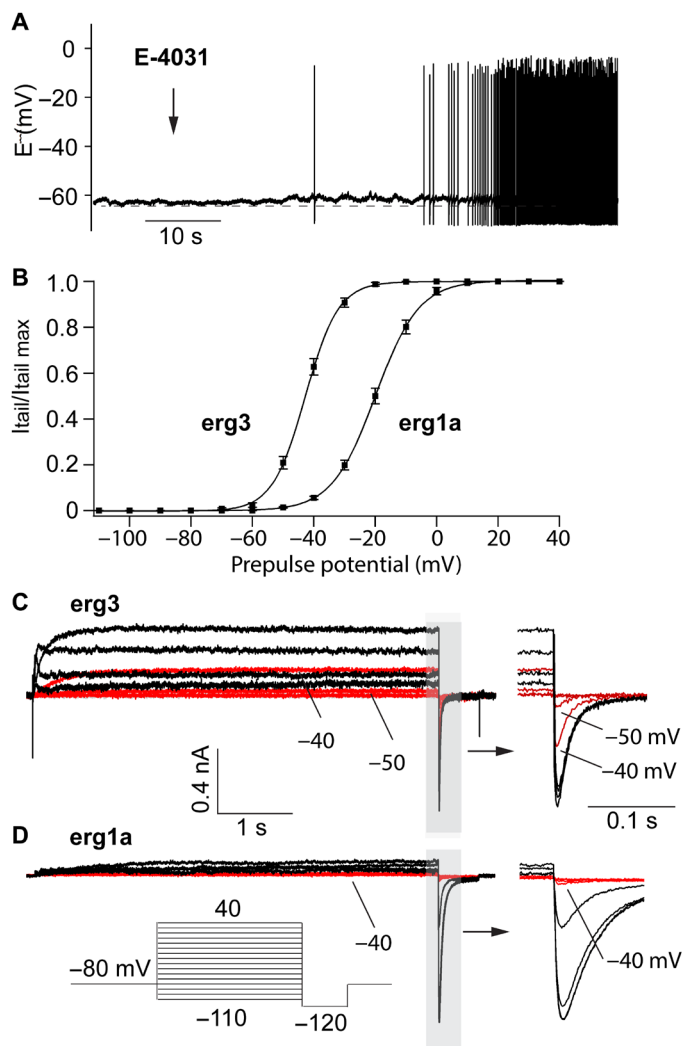 A
E-4031
0
−20
−40
−60
E (mV)
10 s
B
1.0
0.8
0.6
0.4
0.2
0
Itail/Itail max
erg3
erg1a
−100 −80 −60 −40 −20 0 20 40
Prepulse potential (mV)
C erg3
−40
−50
−50 mV
−40 mV
0.4 nA
1 s
0.1 s
D erg1a
40
−40
−40 mV
−80 mV
−110
−120